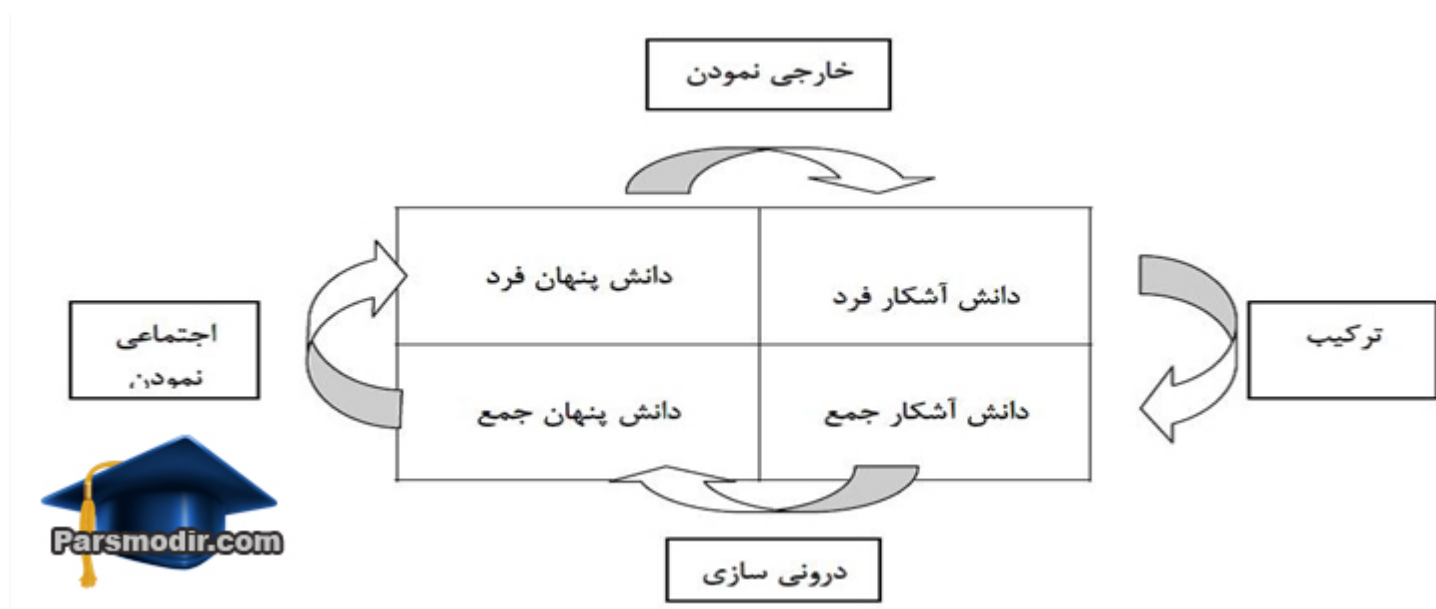 خارجی نمودن
دانش پنهان فرد
دانش آشکار فرد
اجتماعی
نمودن
ترکیب
دانش پنهان جمع
دانش آشکار جمع
درونی سازی
Parsmodir.com